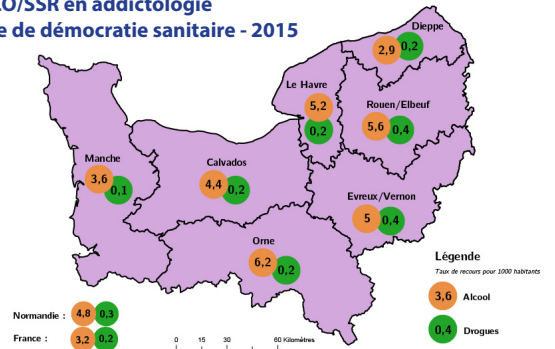 LO/SSR en addictologie
e de démocratie sanitaire - 2015
Dieppe
2,9 0,2
Le Havre
5,2
0,2
Rouen/Elbeuf
5,6 0,4
Manche
3,6 0,1
Calvados
4,4 0,2
Evreux/Vernon
5 0,4
Orne
6,2 0,2
Légende
Taux de recours pour 1000 habitants
3,6 Alcool
0,4 Drogues
Normandie : 4,8 0,3
France : 3,2 0,2
0 15 30 60 Kilomètres